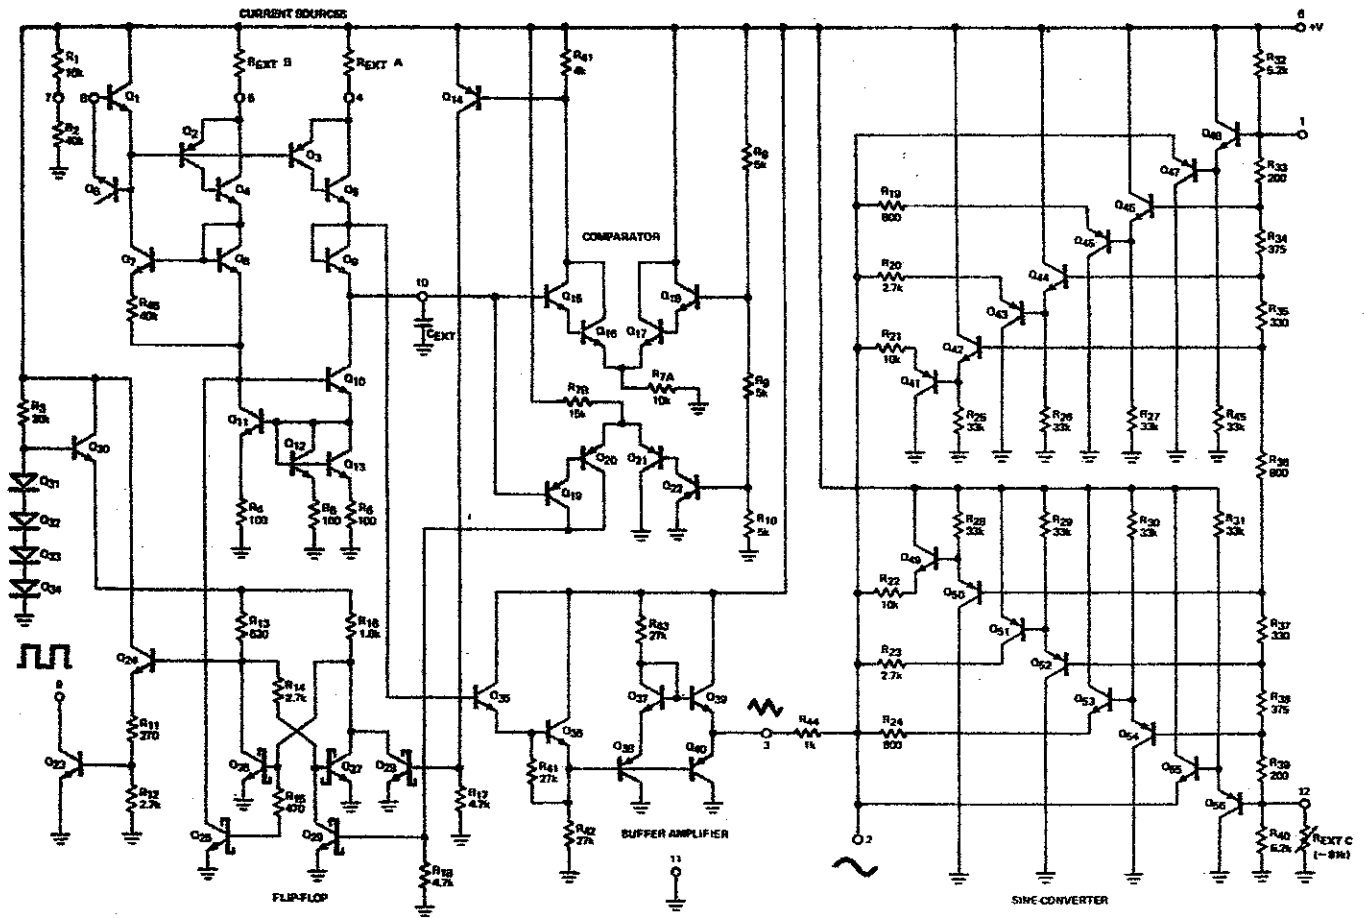 CURRENT SOURCES
6
+V
R1
REXT B
REXT A
R41
4k
R32
5.2k
7
8
Q1
5
4
Q14
1
R2
40k
Q2
Q3
R8
5k
Q46
Q47
R33
200
Q6
Q4
Q5
R19
800
Q45
COMPARATOR
R34
375
Q7
Q8
Q9
R20
2.7k
Q44
10
Q15
Q18
R46
40k
CEXT
Q16
Q17
Q43
R35
330
R21
10k
Q42
Q10
R7A
10k
R9
5k
Q41
R7B
15k
R3
30k
Q11
R25
33k
R26
33k
R27
33k
R45
33k
Q30
Q12
Q13
Q20
Q21
R36
800
Q31
Q19
Q22
R4
100
R5
100
R6
100
R10
5k
R28
33k
R29
33k
R30
33k
R31
33k
Q32
Q33
Q49
Q34
R22
10k
Q50
R13
620
R16
1.8k
R43
27k
Q51
R37
330
Q24
R23
2.7k
Q52
9
R14
2.7k
Q35
Q37
Q39
Q53
R38
375
R11
270
Q36
R44
1k
R24
800
Q54
3
Q23
Q26
Q27
Q28
R41
27k
Q38
Q40
Q55
R39
200
R12
2.7k
R15
470
R17
4.7k
Q56
12
Q25
Q29
R42
27k
BUFFER AMPLIFIER
2
R40
5.2k
REXT C
R18
4.7k
11
FLIP-FLOP
SINE-CONVERTER